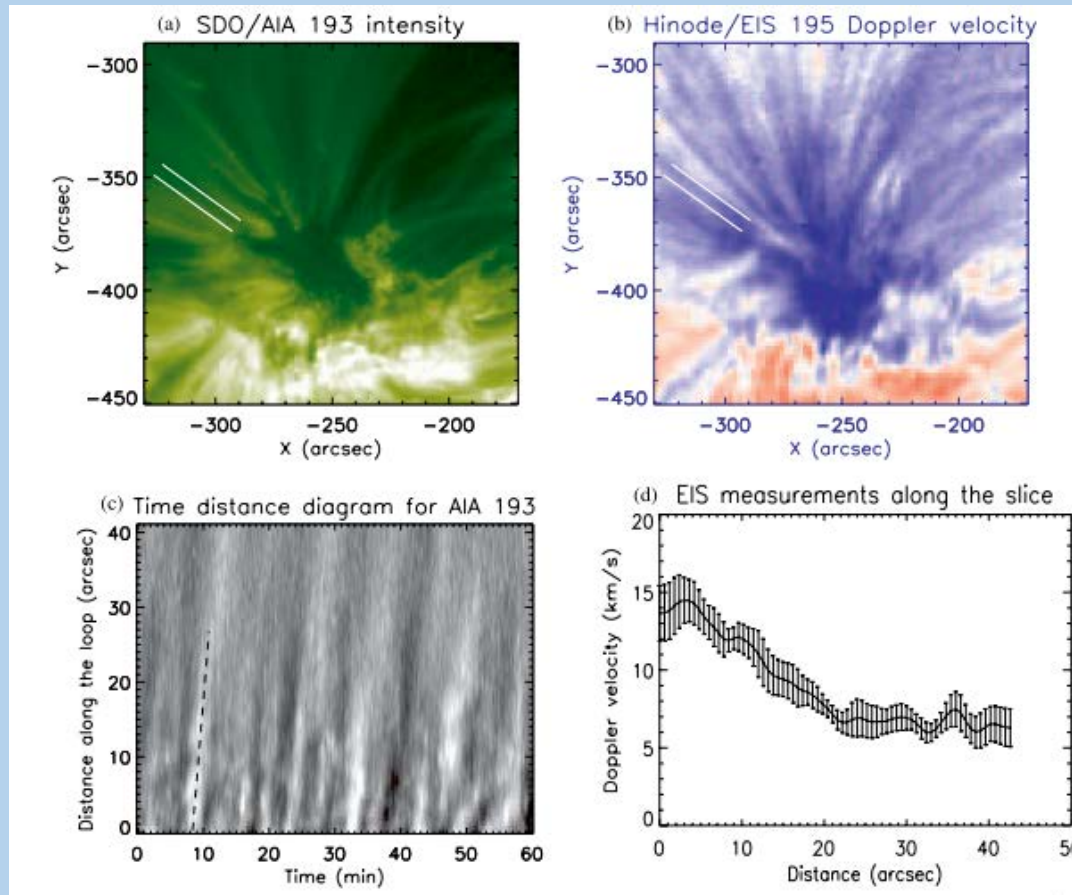 (a) SDO/AIA 193 intensity
-300
-350
-400
-450
Y (arcsec)
-300 -250 -200
X (arcsec)
(b) Hinode/EIS 195 Doppler velocity
-300
-350
-400
-450
Y (arcsec)
-300 -250 -200
X (arcsec)
(c) Time distance diagram for AIA 193
40
30
20
10
0
Distance along the loop (arcsec)
0 10 20 30 40 50 60
Time (min)
(d) EIS measurements along the slice
20
15
10
5
0
Doppler velocity (km/s)
0 10 20 30 40 50
Distance (arcsec)